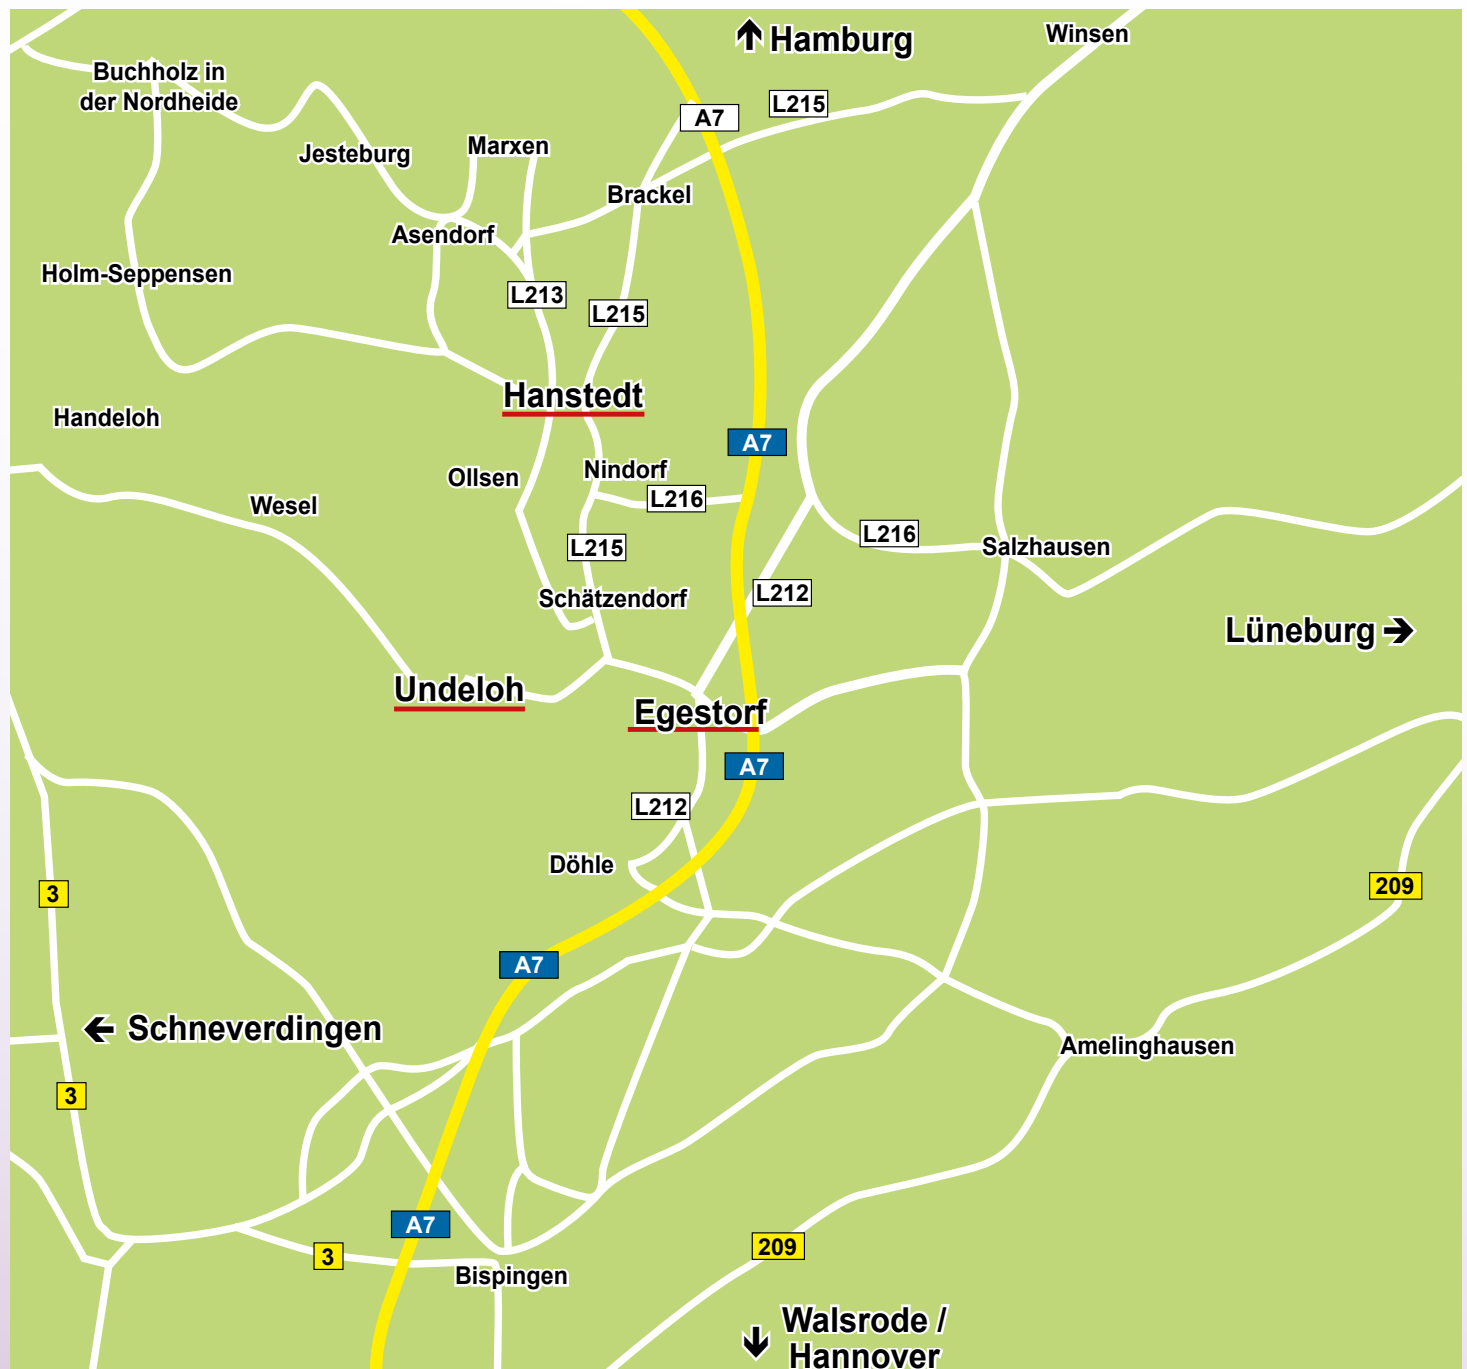 Hamburg
Winsen
Buchholz in
der Nordheide
L215
A7
Jesteburg
Marxen
Brackel
Asendorf
Holm-Seppensen
L213
L215
Hanstedt
Handeloh
A7
Nindorf
Ollsen
L216
Wesel
L216
L215
Salzhausen
L212
Schätzendorf
Lüneburg
Undeloh
Egestorf
A7
L212
Döhle
3
209
A7
Schneverdingen
Amelinghausen
3
A7
209
3
Bispingen
Walsrode /
Hannover